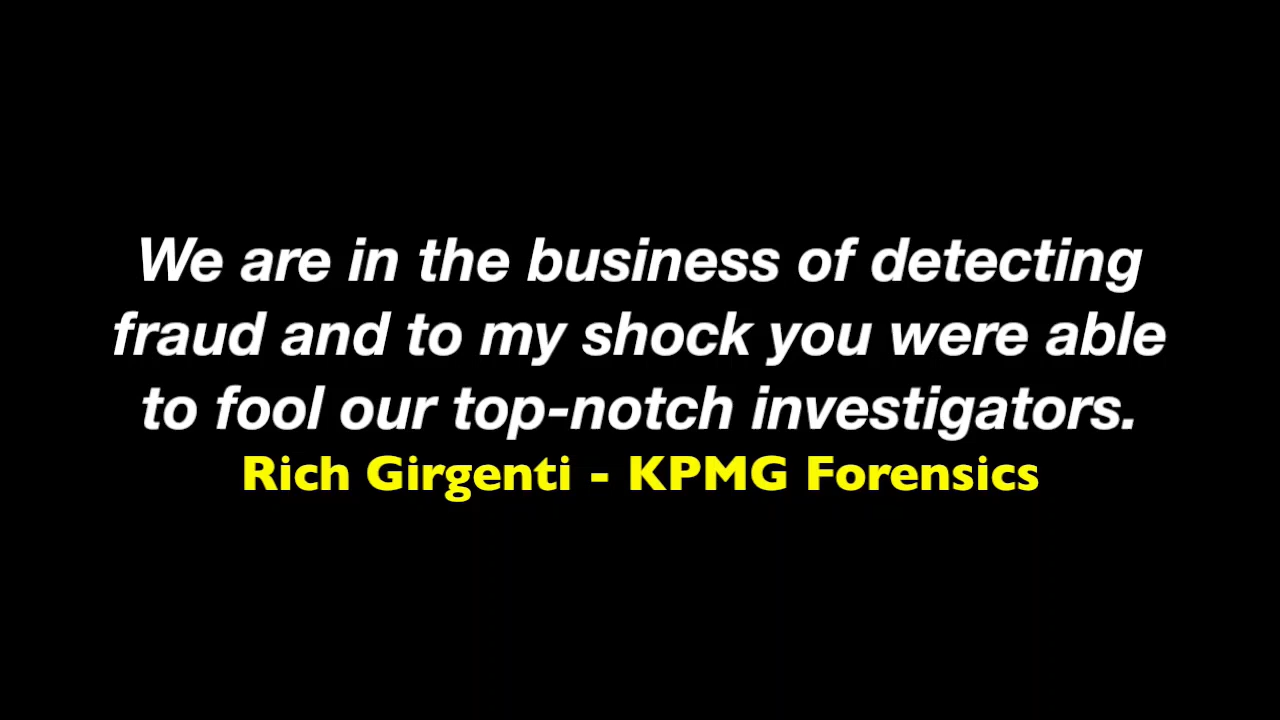 We are in the business of detecting
fraud and to my shock you were able
to fool our top-notch investigators.
Rich Girgenti - KPMG Forensics